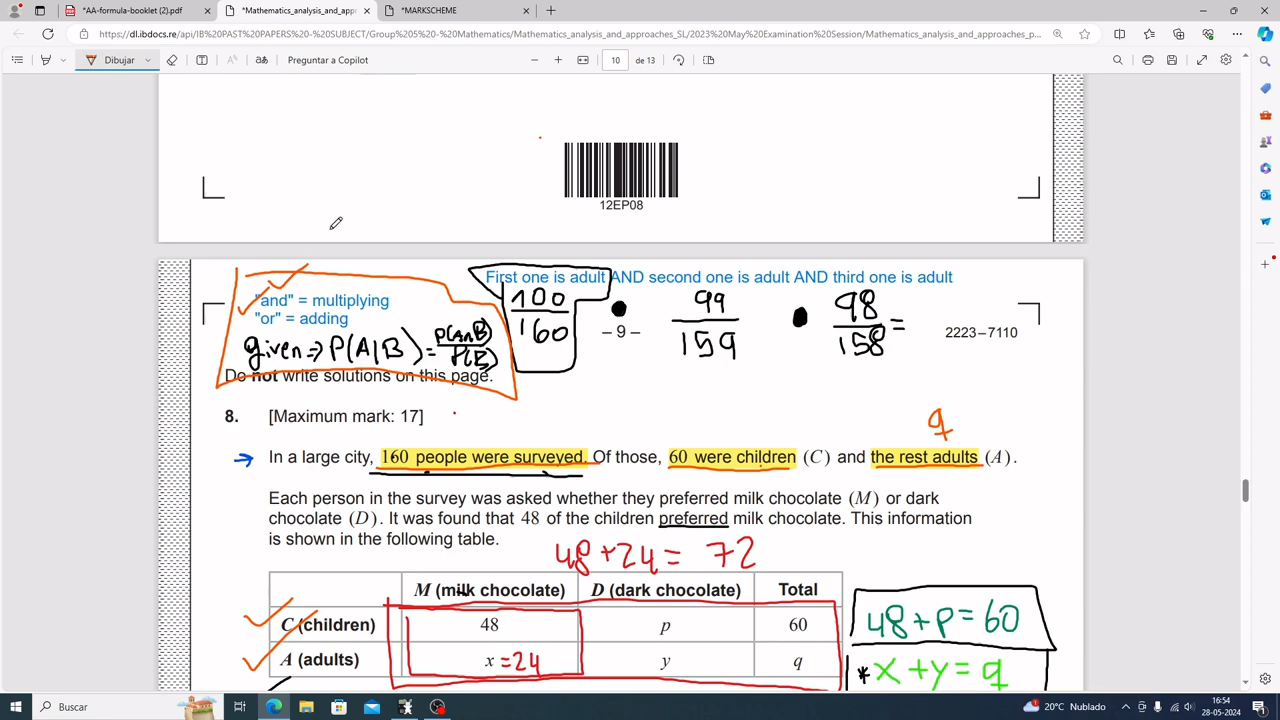 *AA-formula-booklet (2).pdf
*Mathematics_analysis_and_appro
*MARKSCHEME
https://dl.ibdocs.re/api/IB%20PAST%20PAPERS%20-%20SUBJECT/Group%205%20-%20Mathematics/Mathematics_analysis_and_approaches_SL/2023%20May%20Examination%20Session/Mathematics_analysis_and_approaches_p...
Dibujar
Preguntar a Copilot
10 de 13
12EP08
First one is adult AND second one is adult AND third one is adult
"and" = multiplying
"or" = adding
given => P(A|B) = P(A∩B)/P(B)
100/160 • 99/159 • 98/158 =
– 9 –
2223–7110
Do not write solutions on this page.
8. [Maximum mark: 17]
q
In a large city, 160 people were surveyed. Of those, 60 were children (C) and the rest adults (A).
Each person in the survey was asked whether they preferred milk chocolate (M) or dark
chocolate (D). It was found that 48 of the children preferred milk chocolate. This information
is shown in the following table.
48+24= 72
M (milk chocolate) D (dark chocolate) Total
C (children) 48 p 60
48+p=60
A (adults) x =24 y q
*x+y=q
Buscar
20°C Nublado
16:54
28-05-2024